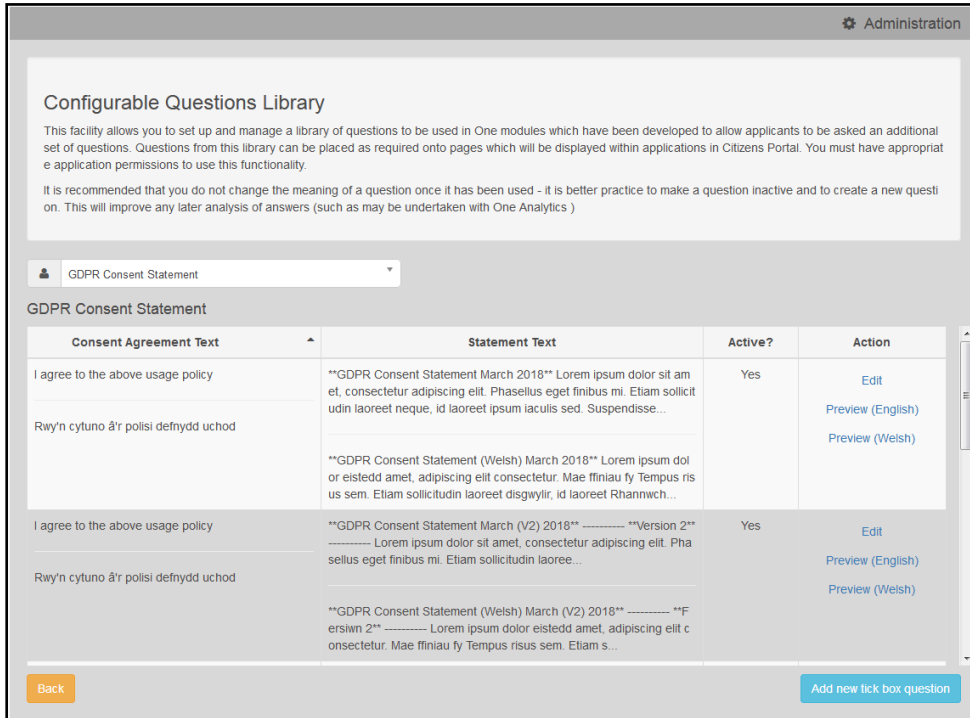 Administration
Configurable Questions Library
This facility allows you to set up and manage a library of questions to be used in One modules which have been developed to allow applicants to be asked an additional
set of questions. Questions from this library can be placed as required onto pages which will be displayed within applications in Citizens Portal. You must have appropriat
e application permissions to use this functionality.
It is recommended that you do not change the meaning of a question once it has been used - it is better practice to make a question inactive and to create a new questi
on. This will improve any later analysis of answers (such as may be undertaken with One Analytics )
GDPR Consent Statement
GDPR Consent Statement
Consent Agreement Text
Statement Text
Active?
Action
I agree to the above usage policy
Rwy'n cytuno â'r polisi defnydd uchod
**GDPR Consent Statement March 2018** Lorem ipsum dolor sit am
et, consectetur adipiscing elit. Phasellus eget finibus mi. Etiam sollicit
udin laoreet neque, id laoreet ipsum iaculis sed. Suspendisse...
**GDPR Consent Statement (Welsh) March 2018** Lorem ipsum dol
or eistedd amet, adipiscing elit consectetur. Mae ffiniau fy Tempus ris
us sem. Etiam sollicitudin laoreet disgwylir, id laoreet Rhannwch...
Yes
Edit
Preview (English)
Preview (Welsh)
I agree to the above usage policy
Rwy'n cytuno â'r polisi defnydd uchod
**GDPR Consent Statement March (V2) 2018** ---------- **Version 2**
---------- Lorem ipsum dolor sit amet, consectetur adipiscing elit. Pha
sellus eget finibus mi. Etiam sollicitudin laoree...
**GDPR Consent Statement (Welsh) March (V2) 2018** ---------- **F
ersiwn 2** ---------- Lorem ipsum dolor eistedd amet, adipiscing elit c
onsectetur. Mae ffiniau fy Tempus risus sem. Etiam s...
Yes
Edit
Preview (English)
Preview (Welsh)
Back
Add new tick box question